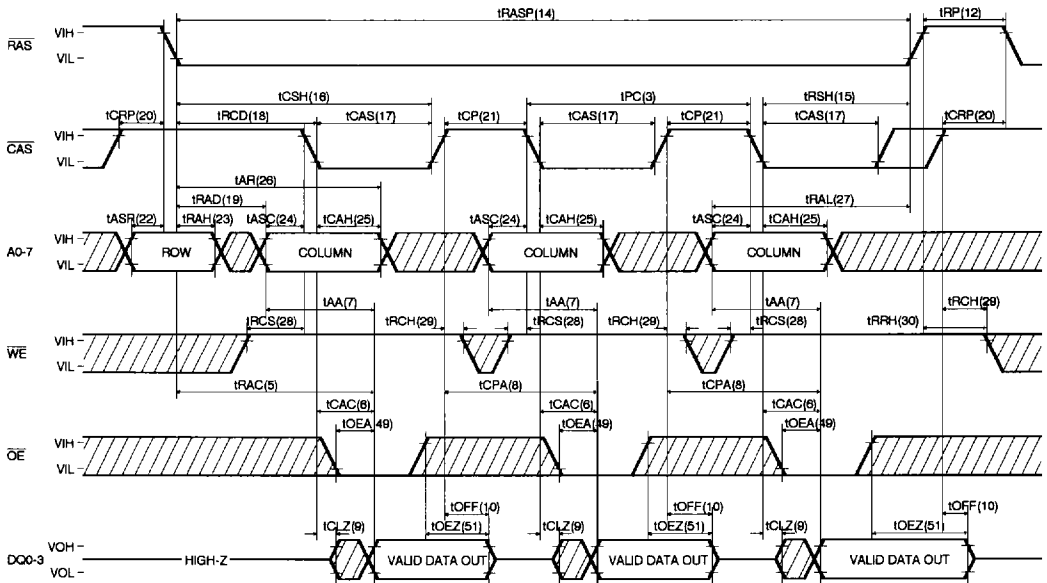 tRASP(14) tRP(12)
RAS VIH VIL
tCSH(16) tPC(3) tRSH(15)
tCRP(20) tRCD(18) tCAS(17) tCP(21) tCAS(17) tCP(21) tCAS(17) tCRP(20)
CAS VIH VIL
tAR(26)
tRAD(19) tRAL(27)
tASR(22) tRAH(23) tASC(24) tCAH(25) tASC(24) tCAH(25) tASC(24) tCAH(25)
A0-7 VIH VIL ROW COLUMN COLUMN COLUMN
tAA(7) tAA(7) tAA(7)
tRCS(28) tRCH(29) tRCS(28) tRCH(29) tRCS(28) tRRH(30) tRCH(29)
WE VIH VIL
tRAC(5) tCPA(8) tCPA(8)
tCAC(6) tCAC(6) tCAC(6)
tOEA(49) tOEA(49) tOEA(49)
OE VIH VIL
tOFF(10) tOFF(10) tOFF(10)
tCLZ(9) tOEZ(51) tCLZ(9) tOEZ(51) tCLZ(9) tOEZ(51)
DQ0-3 VOH VOL HIGH-Z VALID DATA OUT VALID DATA OUT VALID DATA OUT